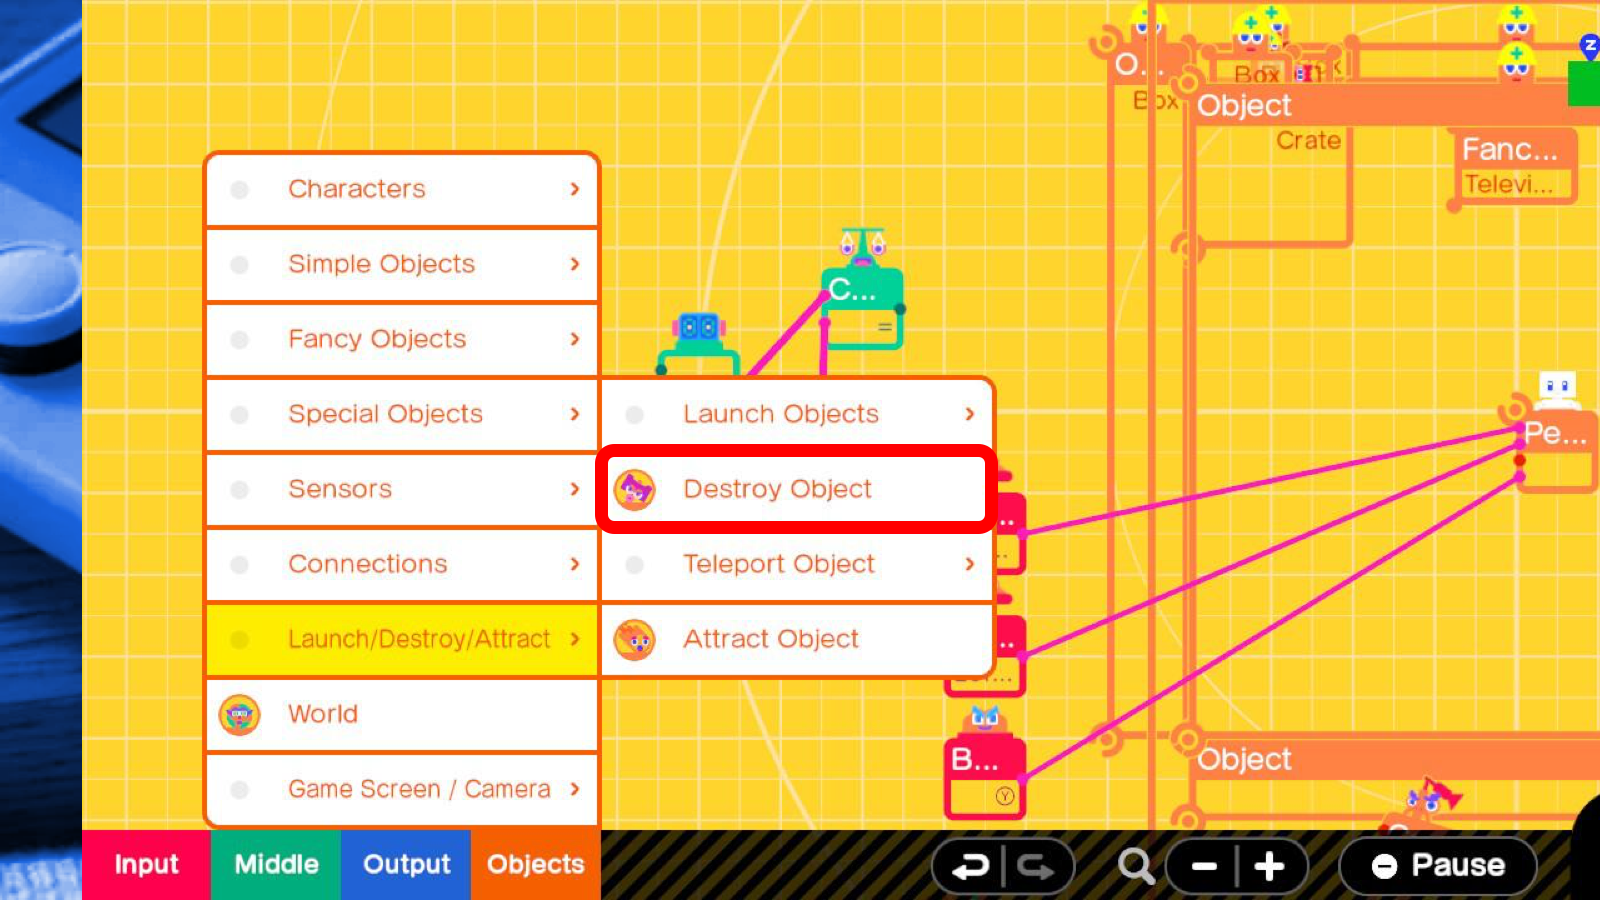 O...
Box
Box
Object
Crate
Fanc...
Televi...
Z
Characters
Simple Objects
Fancy Objects
Special Objects
Sensors
Connections
Launch/Destroy/Attract
World
Game Screen / Camera
C...
=
Launch Objects
Destroy Object
Teleport Object
Attract Object
Pe...
B...
Y
Object
Input
Middle
Output
Objects
Pause